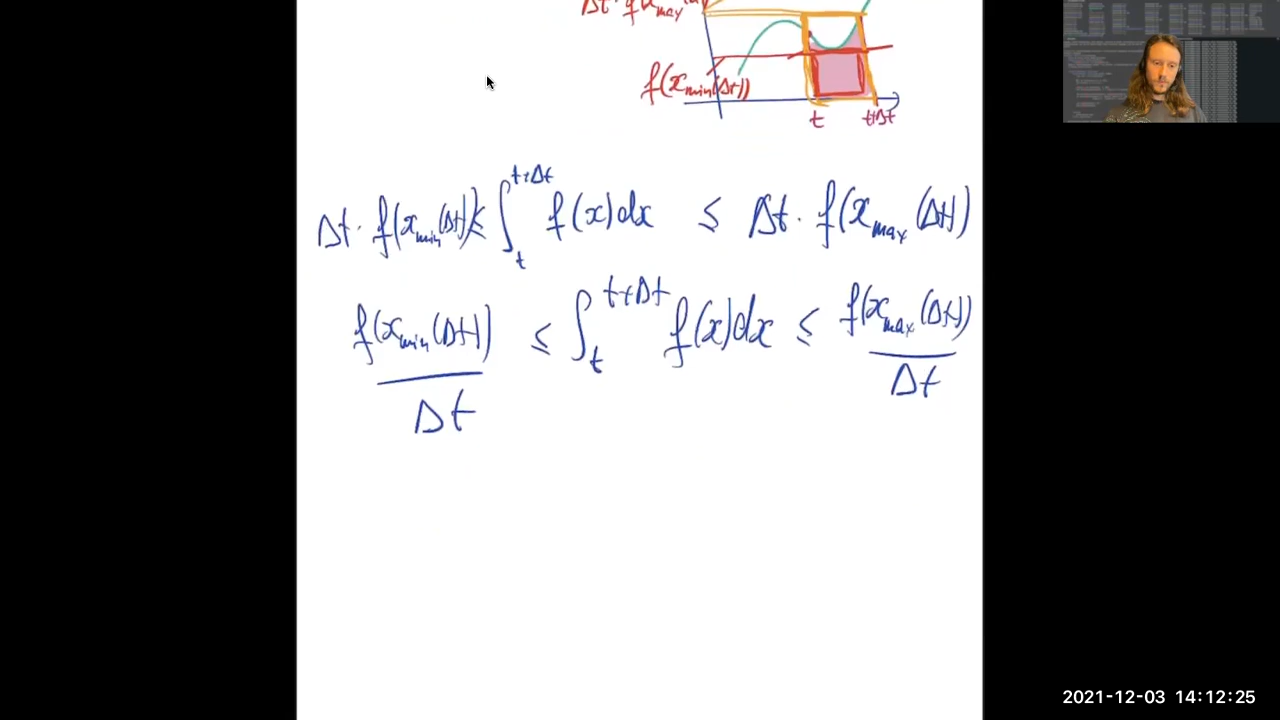 Δt · f(x_max
f(x_min(Δt))
t t+Δt
Δt · f(x_min(Δt)) ≤ ∫_t^{t+Δt} f(x)dx ≤ Δt · f(x_max(Δt))
f(x_min(Δt))/Δt ≤ ∫_t^{t+Δt} f(x)dx ≤ f(x_max(Δt))/Δt
2021-12-03 14:12:25